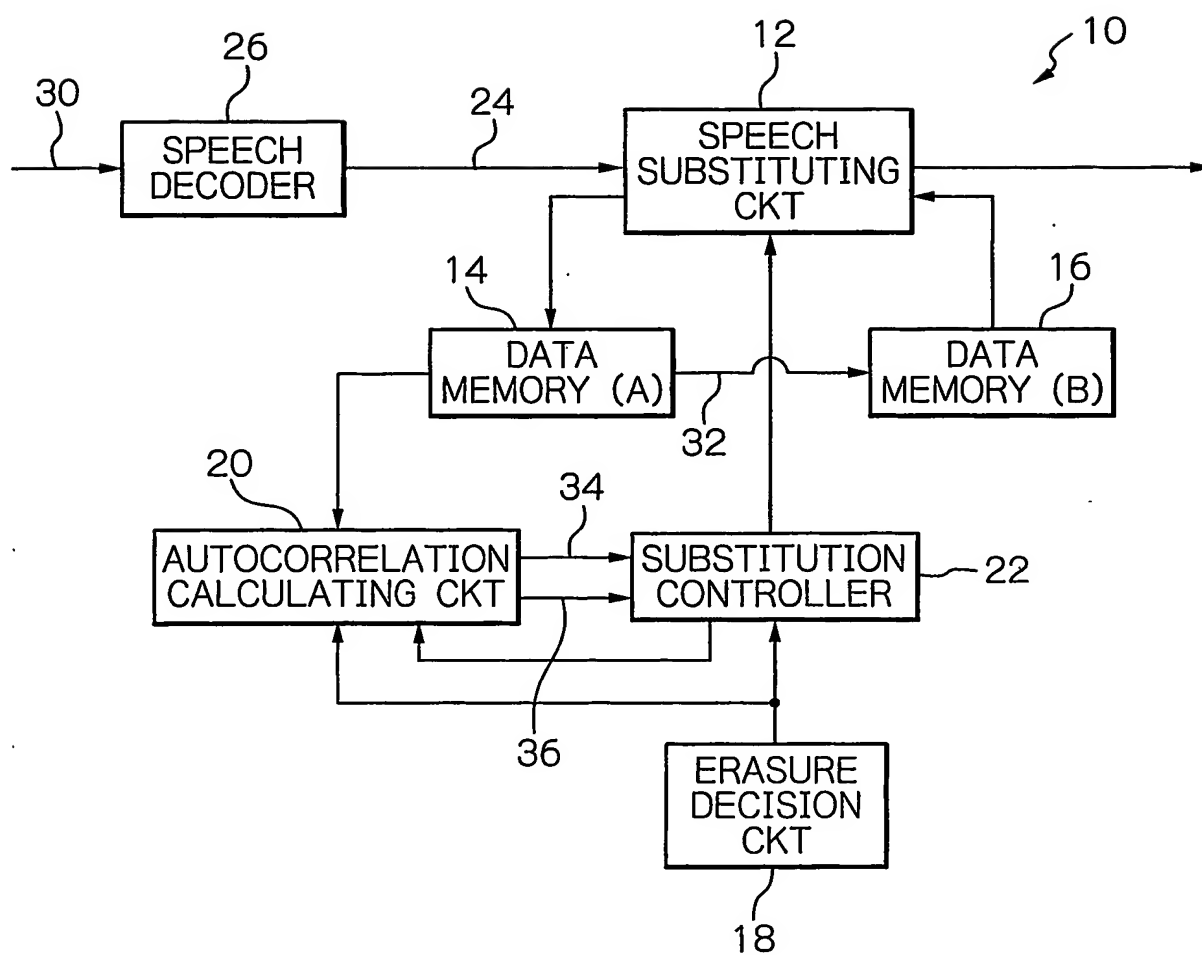 26
12
10
30
24
SPEECH
DECODER
SPEECH
SUBSTITUTING
CKT
14
16
DATA
MEMORY (A)
DATA
MEMORY (B)
32
20
34
AUTOCORRELATION
CALCULATING CKT
SUBSTITUTION
CONTROLLER
22
36
ERASURE
DECISION
CKT
18